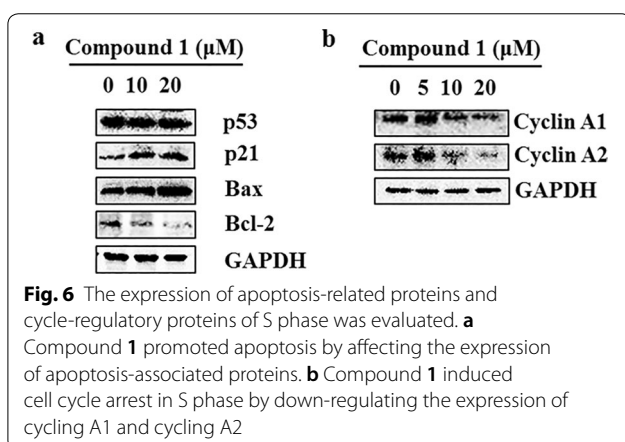 a
Compound 1 (µM)
0 10 20
p53
p21
Bax
Bcl-2
GAPDH
b
Compound 1 (µM)
0 5 10 20
Cyclin A1
Cyclin A2
GAPDH
Fig. 6 The expression of apoptosis-related proteins and
cycle-regulatory proteins of S phase was evaluated. a
Compound 1 promoted apoptosis by affecting the expression
of apoptosis-associated proteins. b Compound 1 induced
cell cycle arrest in S phase by down-regulating the expression of
cycling A1 and cycling A2